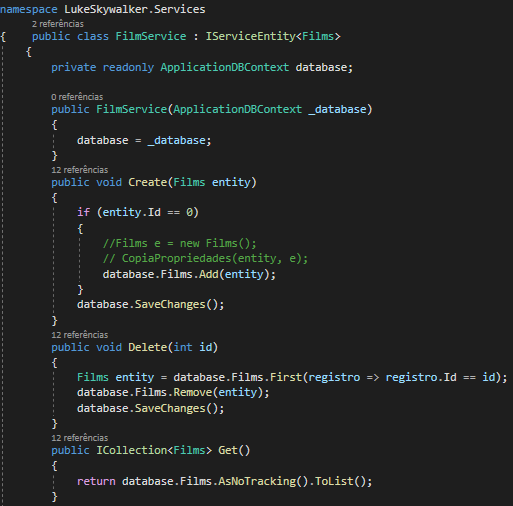 namespace LukeSkywalker.Services
2 referências
{    public class FilmService : IServiceEntity<Films>
{
private readonly ApplicationDBContext database;
0 referências
public FilmService(ApplicationDBContext _database)
{
database = _database;
}
12 referências
public void Create(Films entity)
{
if (entity.Id == 0)
{
//Films e = new Films();
// CopiaPropriedades(entity, e);
database.Films.Add(entity);
}
database.SaveChanges();
}
12 referências
public void Delete(int id)
{
Films entity = database.Films.First(registro => registro.Id == id);
database.Films.Remove(entity);
database.SaveChanges();
}
12 referências
public ICollection<Films> Get()
{
return database.Films.AsNoTracking().ToList();
}